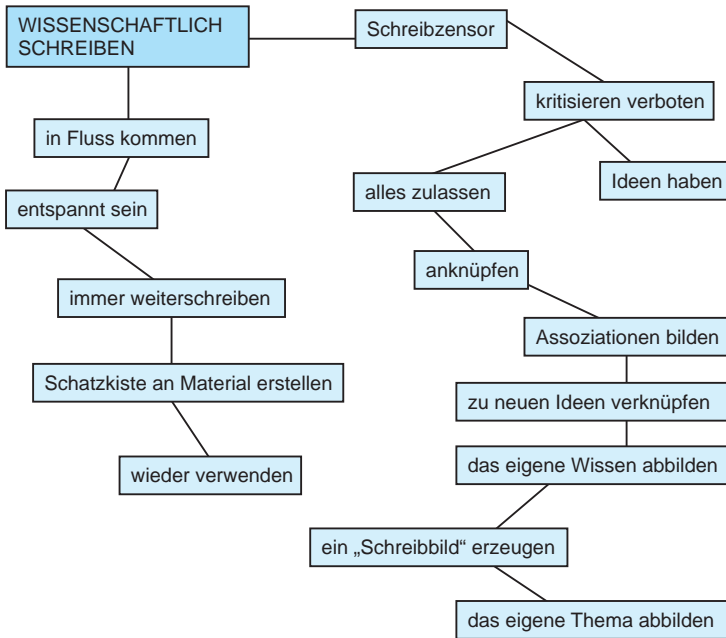 WISSENSCHAFTLICH
SCHREIBEN
Schreibzensor
kritisieren verboten
in Fluss kommen
Ideen haben
alles zulassen
entspannt sein
anknüpfen
immer weiterschreiben
Assoziationen bilden
Schatzkiste an Material erstellen
zu neuen Ideen verknüpfen
das eigene Wissen abbilden
wieder verwenden
ein „Schreibbild“ erzeugen
das eigene Thema abbilden